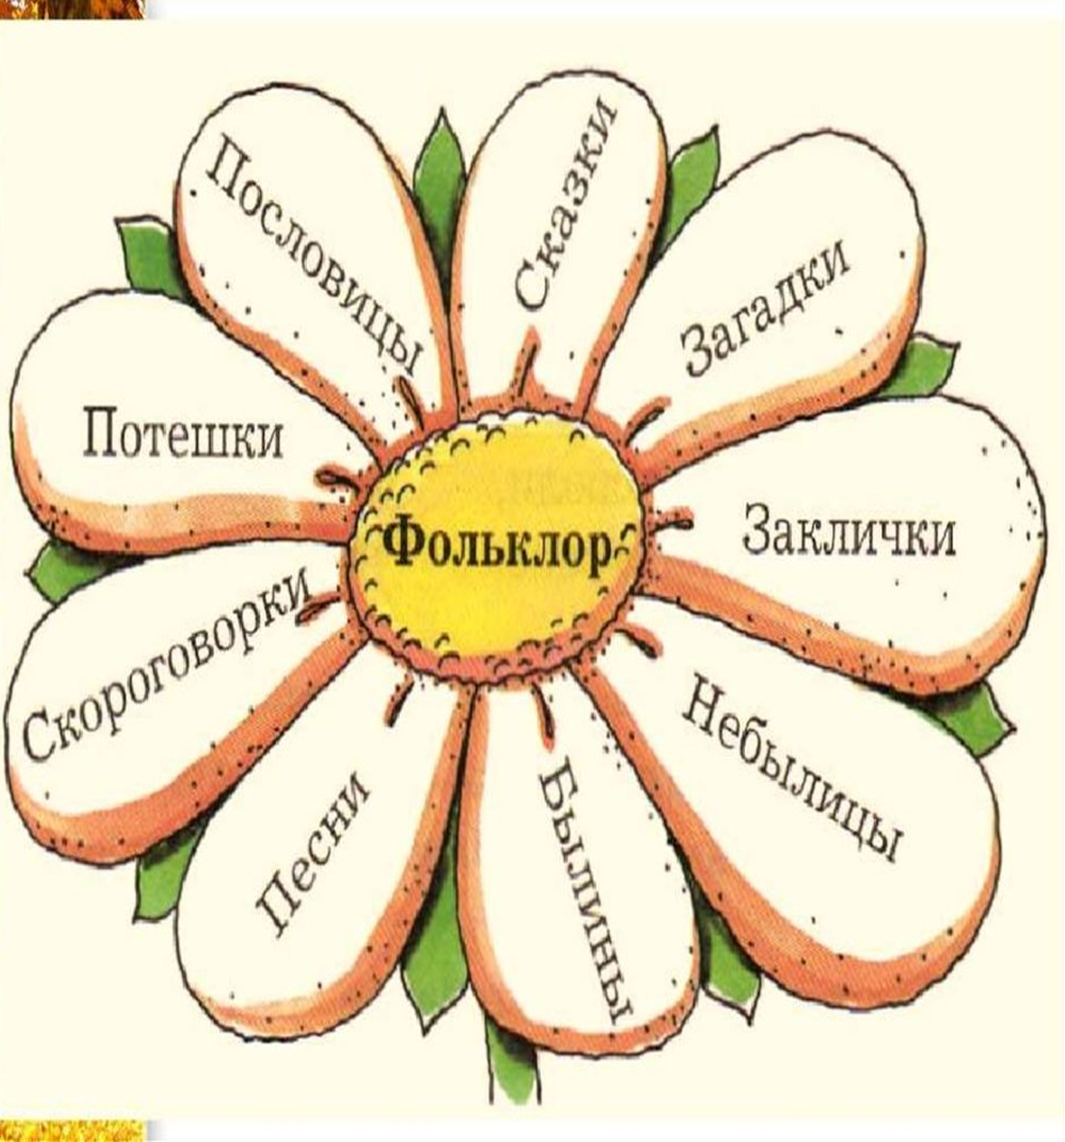 Сказки
Загадки
Заклички
Небылицы
Былины
Песни
Скороговорки
Потешки
Пословицы
Фольклор